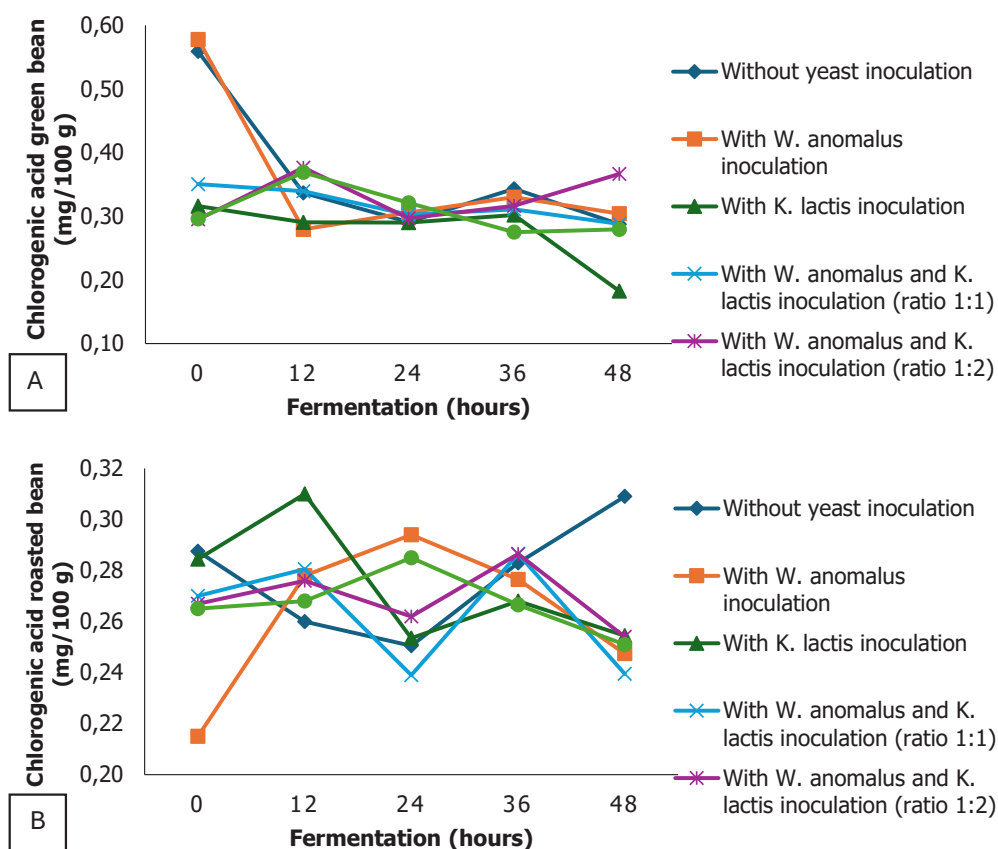 Chlorogenic acid green bean
(mg/100 g)
0,60
0,50
0,40
0,30
0,20
0,10
0 12 24 36 48
Fermentation (hours)
A
Without yeast inoculation
With W. anomalus
inoculation
With K. lactis inoculation
With W. anomalus and K.
lactis inoculation (ratio 1:1)
With W. anomalus and K.
lactis inoculation (ratio 1:2)
Chlorogenic acid roasted bean
(mg/100 g)
0,32
0,30
0,28
0,26
0,24
0,22
0,20
0 12 24 36 48
Fermentation (hours)
B
Without yeast inoculation
With W. anomalus
inoculation
With K. lactis inoculation
With W. anomalus and K.
lactis inoculation (ratio 1:1)
With W. anomalus and K.
lactis inoculation (ratio 1:2)